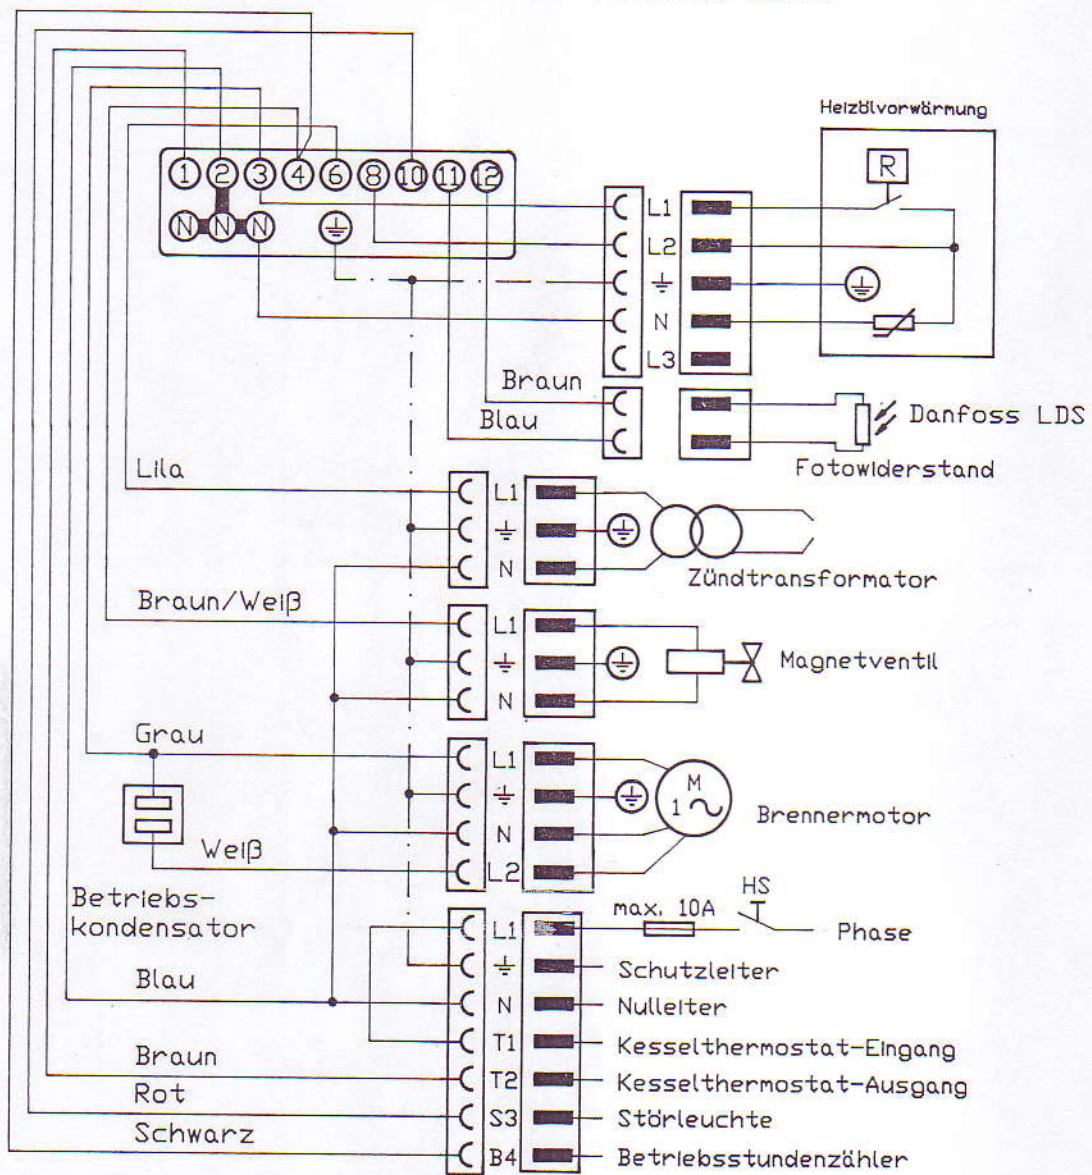 Heizölvorwärmung
1 2 3 4 6 8 10 11 12
R
N N N
L1
L2
N
L3
Braun
Blau
Danfoss LDS
Fotowiderstand
Lila
L1
N
Zündtransformator
Braun/Weiß
L1
N
Magnetventil
Grau
L1
M
1
N
Brennermotor
Weiß
L2
Betriebs-
kondensator
HS
max. 10A
L1
Phase
Schutzleiter
Blau
N
Nulleiter
T1
Kesselthermostat-Eingang
Braun
T2
Kesselthermostat-Ausgang
Rot
S3
Störleuchte
Schwarz
B4
Betriebsstundenzähler